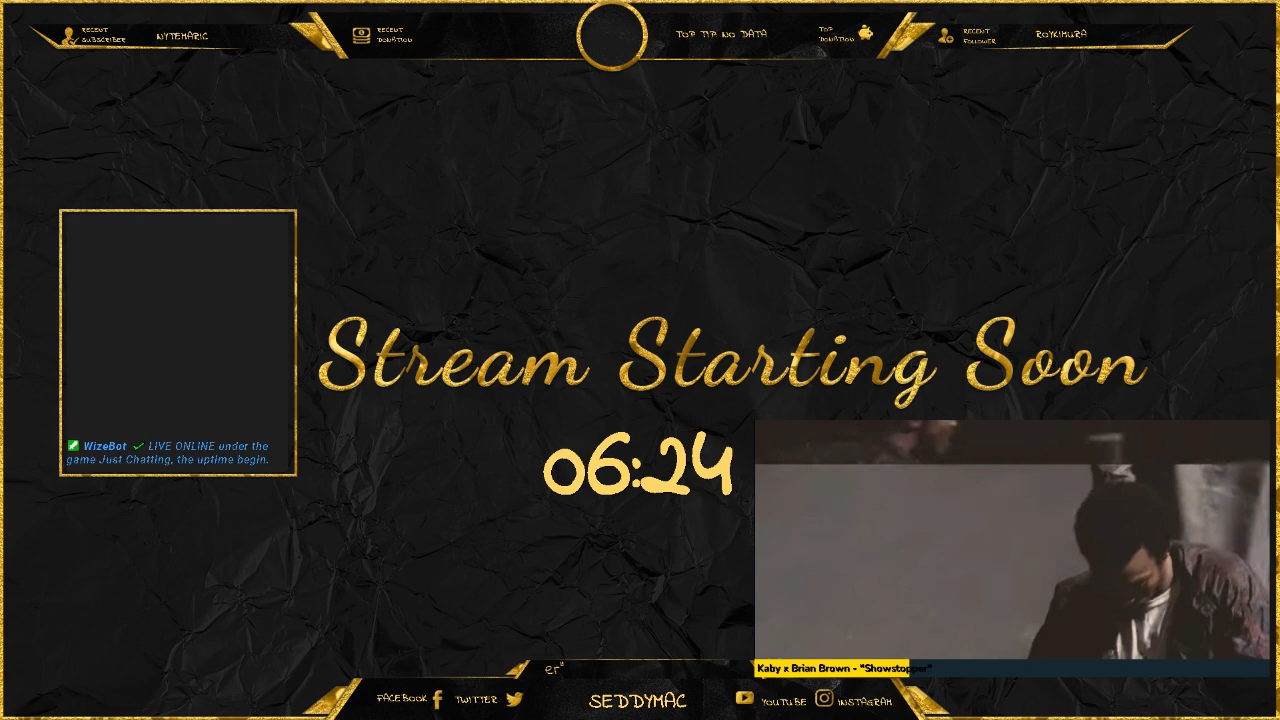 RECENT
SUBSCRIBER
NYTEMARIC
RECENT
DONATION
TOP TIP: NO DATA
TOP
DONATION
RECENT
FOLLOWER
ROYKIMURA
WizeBot LIVE ONLINE under the
game Just Chatting, the uptime begin.
Stream Starting Soon
06:24
er"
Kaby x Brian Brown - "Showstopper"
FACEBOOK
TWITTER
SEDDYMAC
YOUTUBE
INSTAGRAM